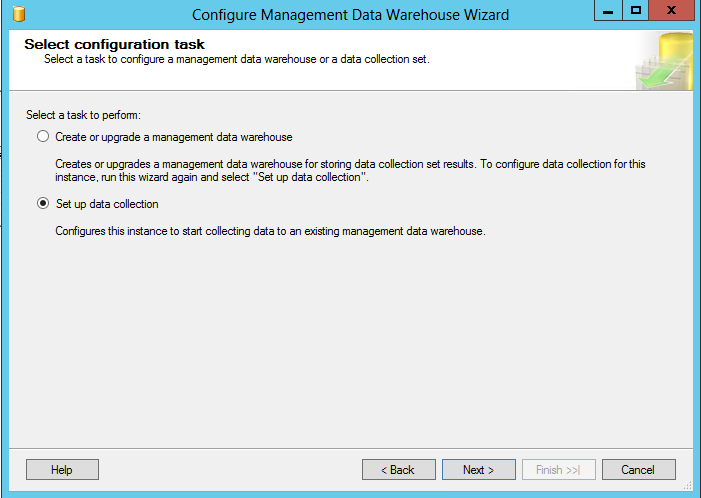 Configure Management Data Warehouse Wizard
Select configuration task
Select a task to configure a management data warehouse or a data collection set.
Select a task to perform:
Create or upgrade a management data warehouse
Creates or upgrades a management data warehouse for storing data collection set results. To configure data collection for this
instance, run this wizard again and select "Set up data collection".
Set up data collection
Configures this instance to start collecting data to an existing management data warehouse.
Help
< Back
Next >
Finish >>|
Cancel